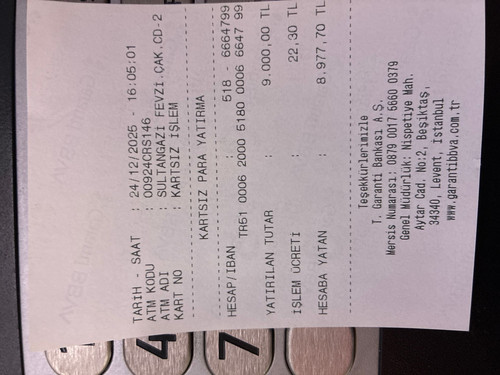 TARİH - SAAT : 24/12/2025 - 16:05:01
ATM KODU : 00924CRS146
ATM ADI : SULTANGAZİ FEVZİ.ÇAK.CD-2
KART NO : KARTSIZ İŞLEM
KARTSIZ PARA YATIRMA
HESAP/IBAN : 518 - 6664799
TR61 0006 2000 5180 0006 6647 99
YATIRILAN TUTAR : 9.000,00 TL
İŞLEM ÜCRETİ : 22,30 TL
HESABA YATAN : 8.977,70 TL
Teşekkürlerimizle
T. Garanti Bankası A.Ş.
Mersis Numarası: 0879 0017 5660 0379
Genel Müdürlük: Nispetiye Mah.
Aytar Cad. No:2, Beşiktaş,
34340, Levent, İstanbul
www.garantibbva.com.tr
4
7